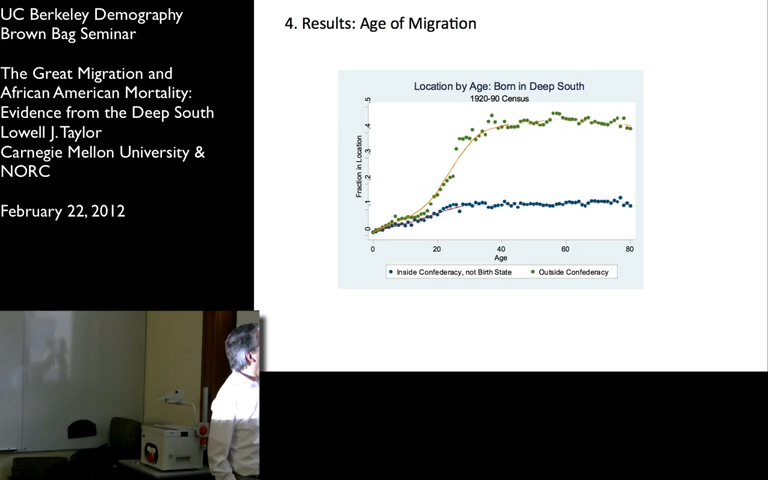 UC Berkeley Demography
Brown Bag Seminar
The Great Migration and
African American Mortality:
Evidence from the Deep South
Lowell J. Taylor
Carnegie Mellon University &
NORC
February 22, 2012
4. Results: Age of Migration
Location by Age: Born in Deep South
1920-90 Census
Fraction in Location
.5
.4
.3
.2
.1
0
0 20 40 60 80
Age
Inside Confederacy, not Birth State
Outside Confederacy